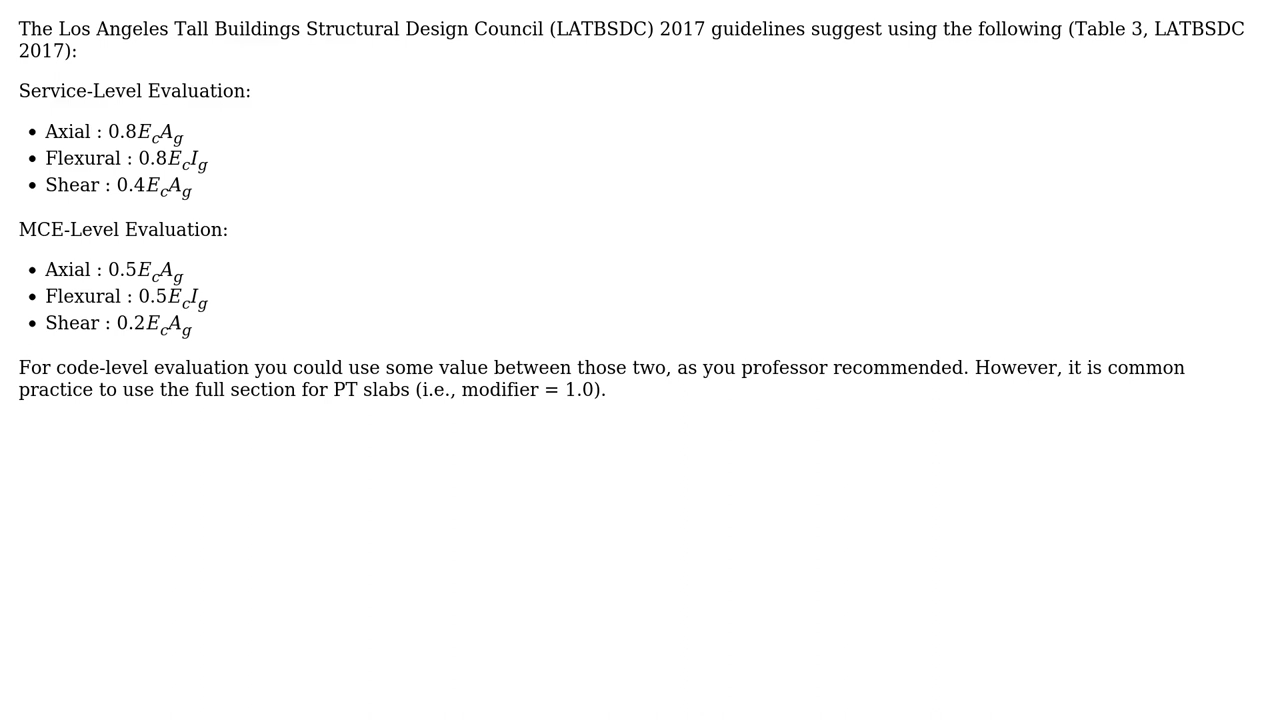 The Los Angeles Tall Buildings Structural Design Council (LATBSDC) 2017 guidelines suggest using the following (Table 3, LATBSDC
2017):
Service-Level Evaluation:
• Axial : 0.8E_cA_g
• Flexural : 0.8E_cI_g
• Shear : 0.4E_cA_g
MCE-Level Evaluation:
• Axial : 0.5E_cA_g
• Flexural : 0.5E_cI_g
• Shear : 0.2E_cA_g
For code-level evaluation you could use some value between those two, as you professor recommended. However, it is common
practice to use the full section for PT slabs (i.e., modifier = 1.0).